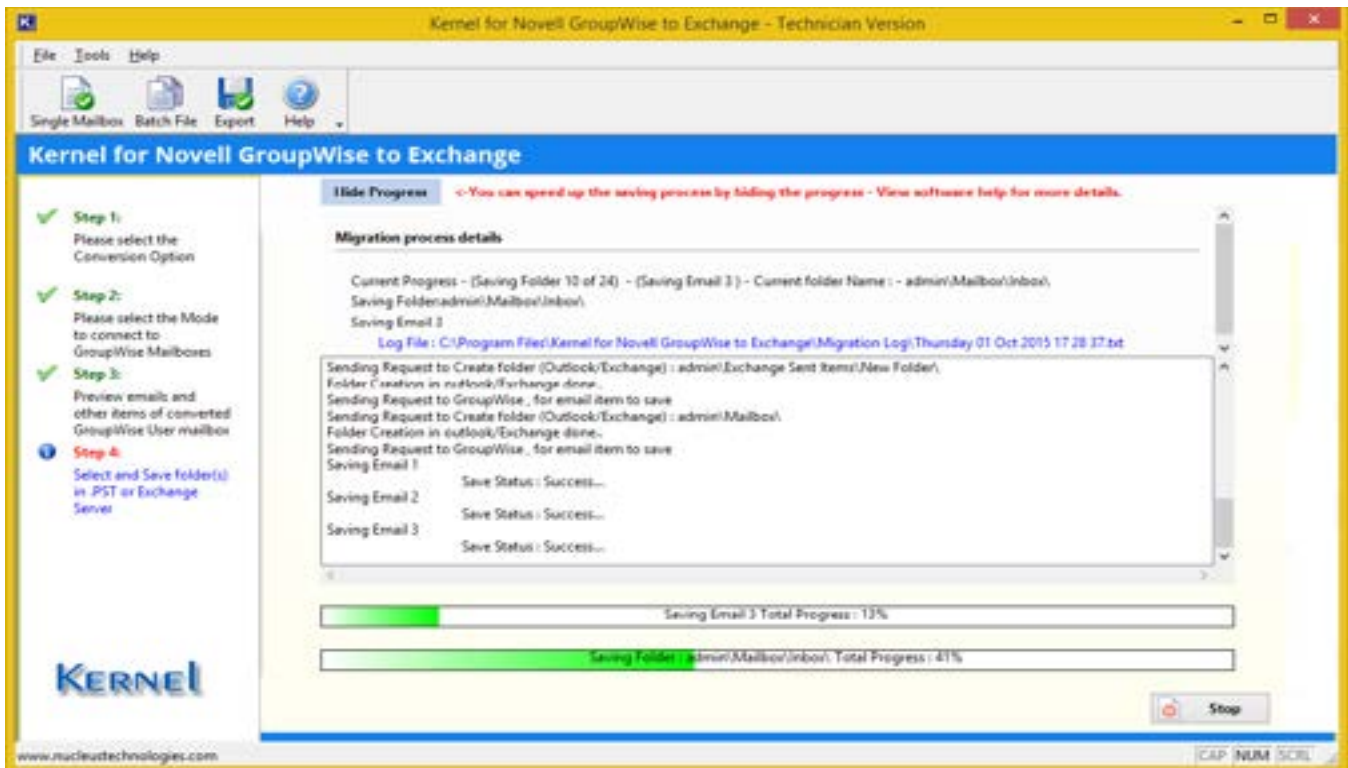 Kernel for Novell GroupWise to Exchange - Technician Version
File Tools Help
Single Mailbox Batch File Export Help
Kernel for Novell GroupWise to Exchange
Hide Progress <-You can speed up the saving process by hiding the progress - View software help for more details.
Step 1:
Please select the
Conversion Option
Step 2:
Please select the Mode
to connect to
GroupWise Mailboxes
Step 3:
Preview emails and
other items of converted
GroupWise User mailbox
Step 4:
Select and Save folder(s)
in .PST or Exchange
Server
KERNEL
Migration process details
Current Progress - (Saving Folder 10 of 24) - (Saving Email 3 ) - Current folder Name : - admin\Mailbox\Inbox\
Saving Folder:admin\Mailbox\Inbox\
Saving Email 3
Log File : C:\Program Files\Kernel for Novell GroupWise to Exchange\Migration Log\Thursday 01 Oct 2015 17 28 37.txt
Sending Request to Create folder (Outlook/Exchange) : admin\Exchange Sent Items\New Folder\
Folder Creation in outlook/Exchange done..
Sending Request to GroupWise , for email item to save
Sending Request to Create folder (Outlook/Exchange) : admin\Mailbox\
Folder Creation in outlook/Exchange done..
Sending Request to GroupWise , for email item to save
Saving Email 1
Save Status : Success...
Saving Email 2
Save Status : Success...
Saving Email 3
Save Status : Success...
Saving Email 3 Total Progress : 13%
Saving Folder : admin\Mailbox\Inbox\ Total Progress : 41%
Stop
www.nucleustechnologies.com
CAP NUM SCRL